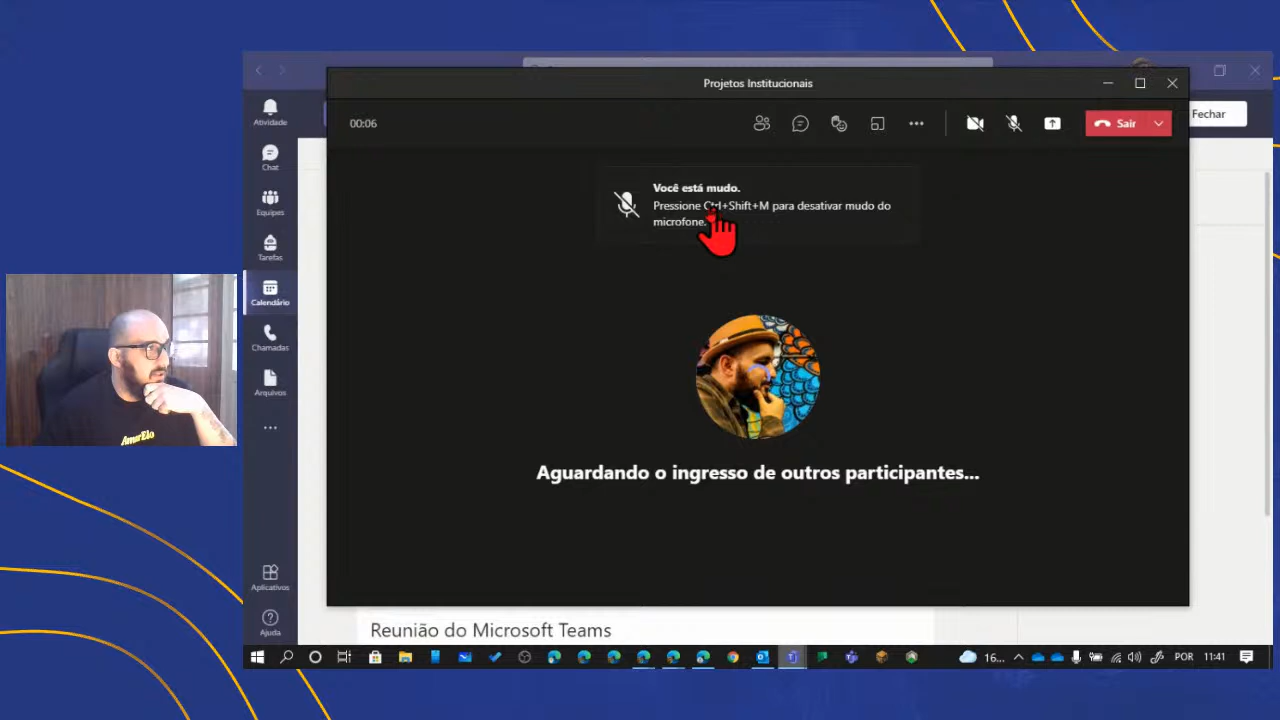 Projetos Institucionais
Atividade
00:06
Sair
Fechar
Chat
Você está mudo.
Pressione Ctrl+Shift+M para desativar mudo do
microfone.
Equipes
Tarefas
Calendário
Chamadas
Arquivos
AmarElo
Aguardando o ingresso de outros participantes...
Aplicativos
Ajuda
Reunião do Microsoft Teams
16...
POR
11:41